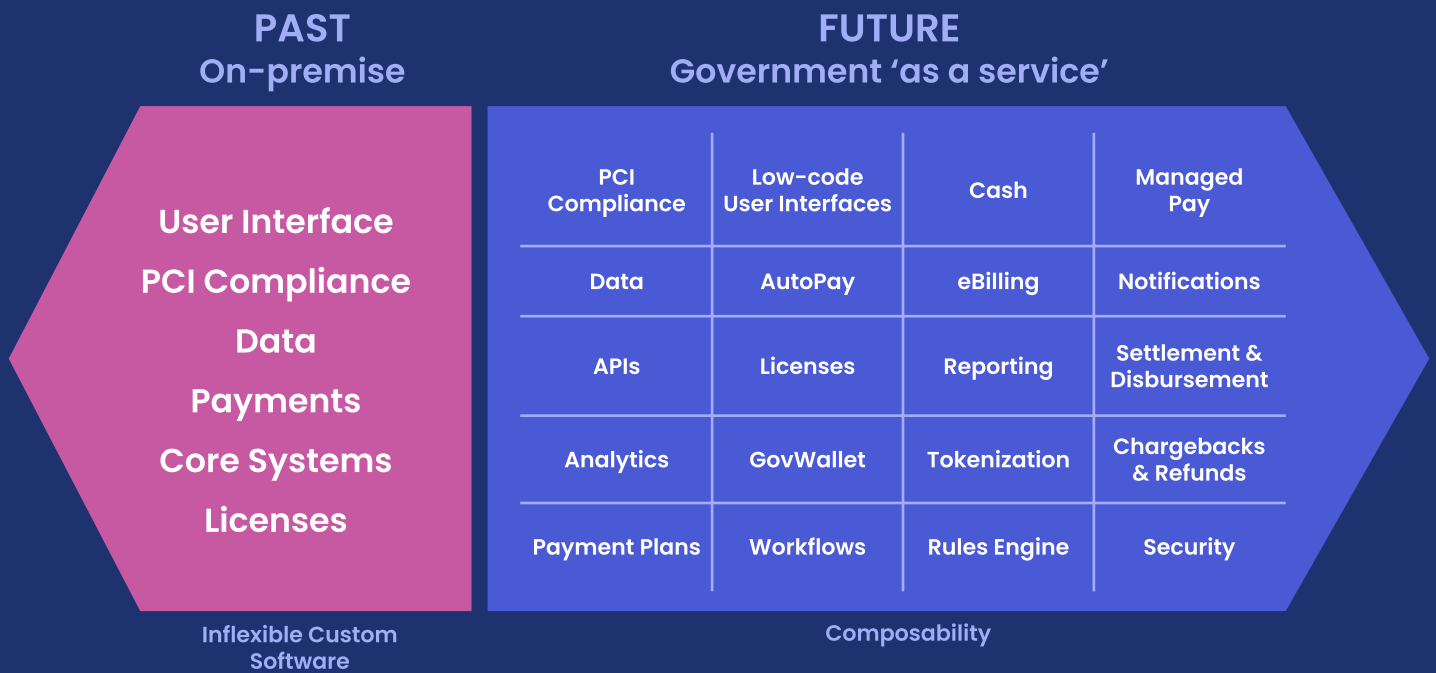 PAST
On-premise
FUTURE
Government ‘as a service’
User Interface
PCI Compliance
Data
Payments
Core Systems
Licenses
PCI
Compliance
Low-code
User Interfaces
Cash
Managed
Pay
Data
AutoPay
eBilling
Notifications
APIs
Licenses
Reporting
Settlement &
Disbursement
Analytics
GovWallet
Tokenization
Chargebacks
& Refunds
Payment Plans
Workflows
Rules Engine
Security
Inflexible Custom
Software
Composability